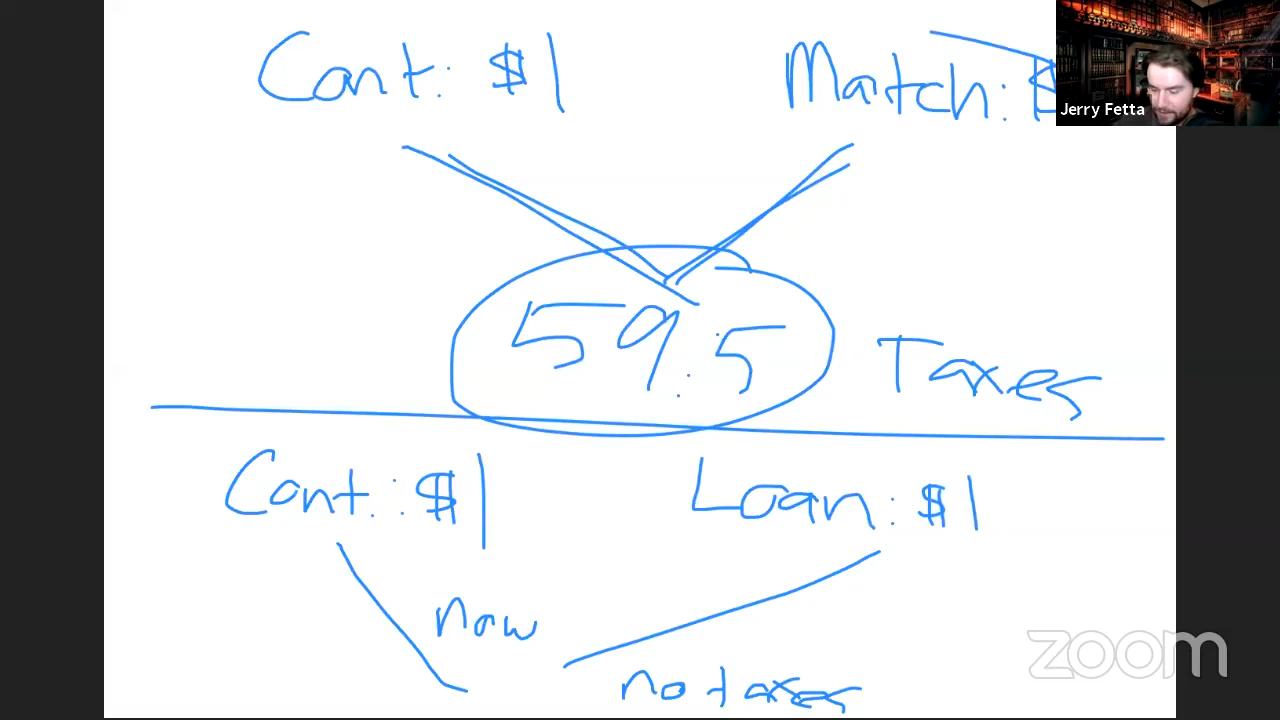 Cont: $1 Match: $
Jerry Fetta
59.5 Taxes
Cont.: $1 Loan: $1
now
no taxes
zoom